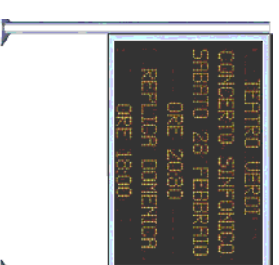 TEATRO VERDI
CONCERTO SINFONICO
SABATO 28 FEBBRAIO
ORE 20:30
REPLICA DOMENICA
ORE 18:00